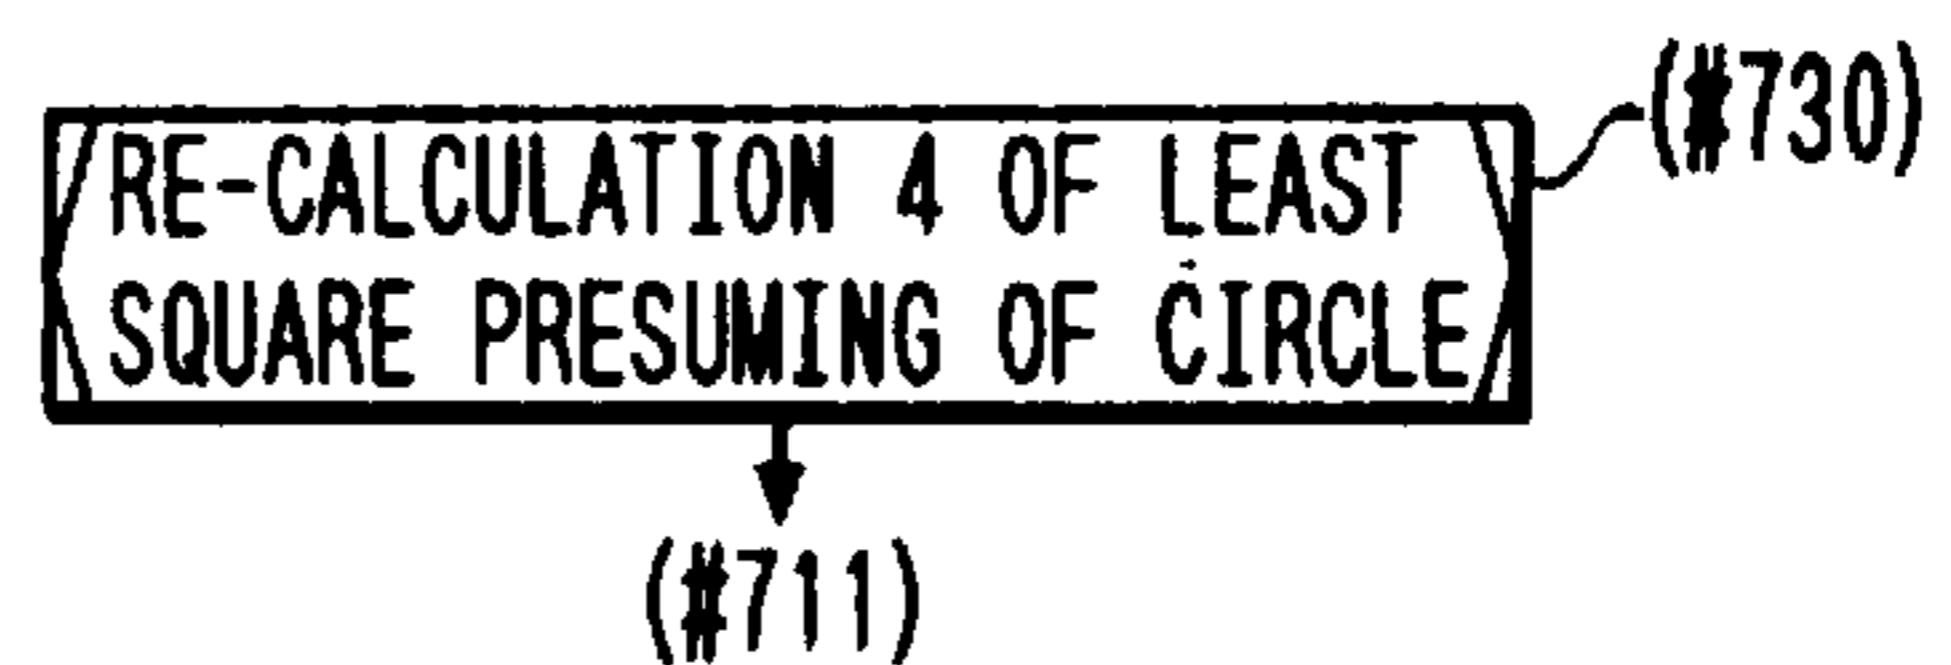 (#730)
RE-CALCULATION 4 OF LEAST
SQUARE PRESUMING OF CIRCLE
(#711)